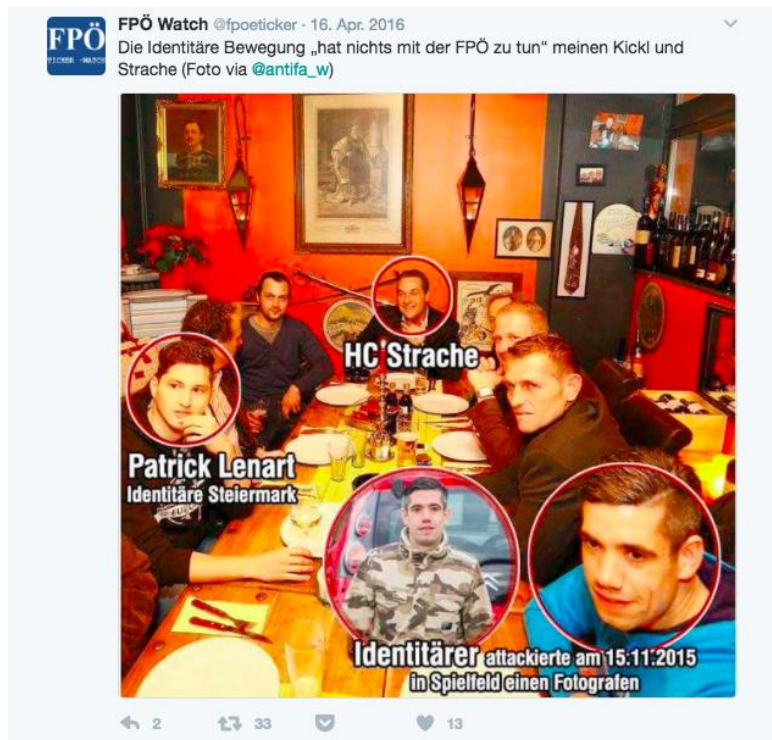 FPÖ Watch @fpoeticker · 16. Apr. 2016
FPÖ
TICKER -WATCH
Die Identitäre Bewegung „hat nichts mit der FPÖ zu tun“ meinen Kickl und
Strache (Foto via @antifa_w)
HC Strache
Patrick Lenart
Identitäre Steiermark
Identitärer attackierte am 15.11.2015
in Spielfeld einen Fotografen
2 33 13